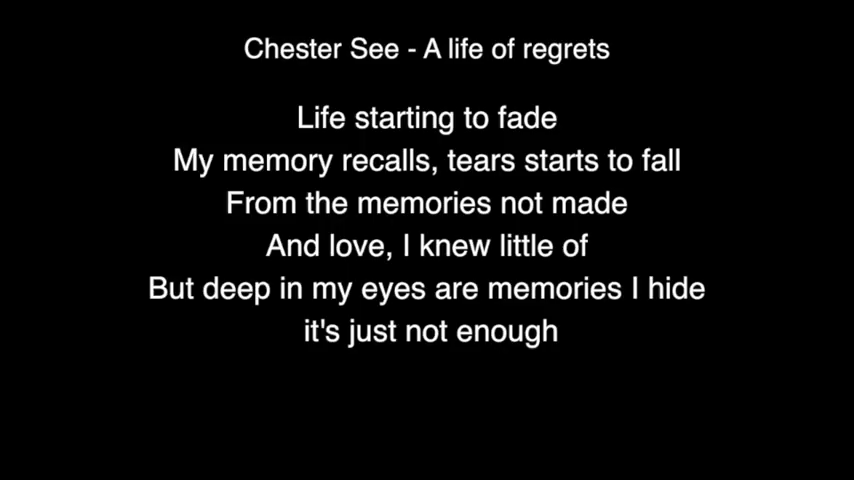 Chester See - A life of regrets
Life starting to fade
My memory recalls, tears starts to fall
From the memories not made
And love, I knew little of
But deep in my eyes are memories I hide
it's just not enough